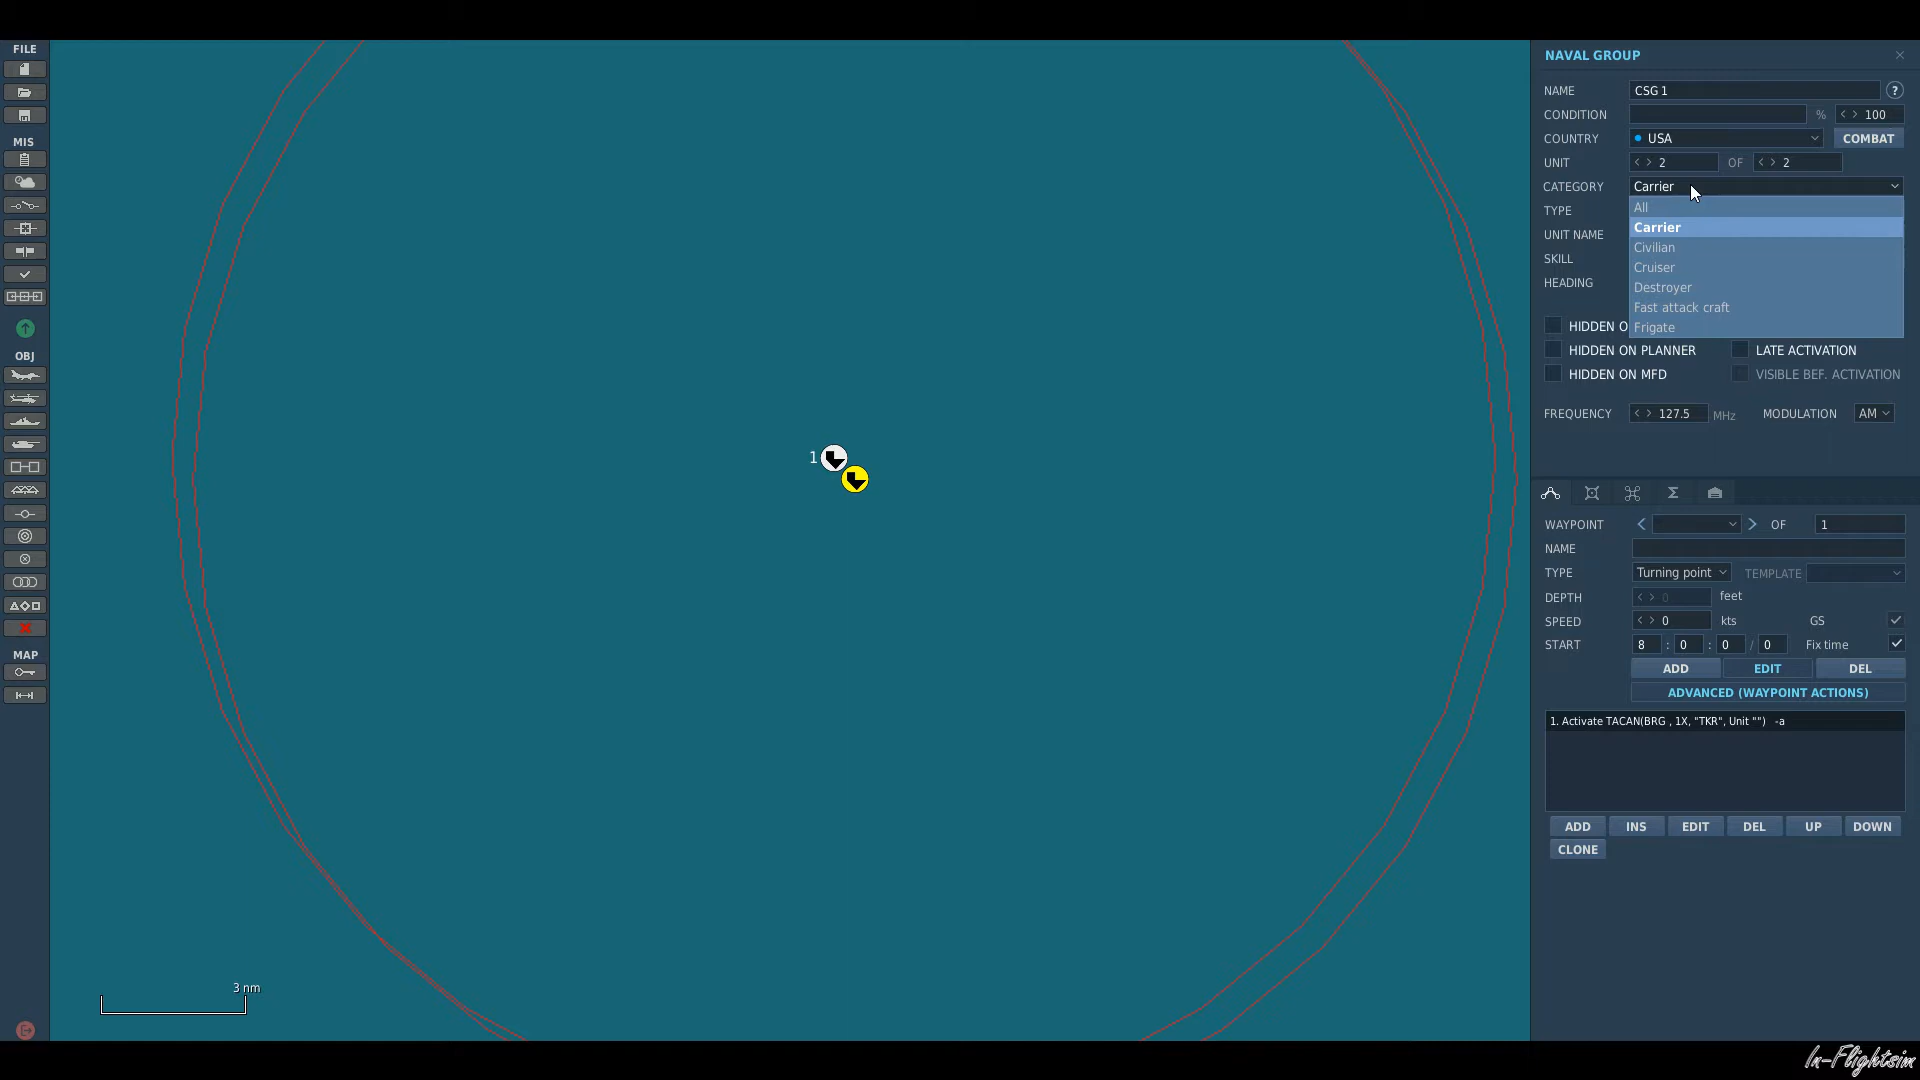 FILE
MIS
OBJ
MAP
1
3 nm
NAVAL GROUP
NAME CSG 1 ?
CONDITION % < > 100
COUNTRY USA COMBAT
UNIT < > 2 OF < > 2
CATEGORY Carrier
All
Carrier
Civilian
Cruiser
Destroyer
Fast attack craft
Frigate
TYPE
UNIT NAME
SKILL
HEADING
HIDDEN O
HIDDEN ON PLANNER LATE ACTIVATION
HIDDEN ON MFD VISIBLE BEF. ACTIVATION
FREQUENCY < > 127.5 MHz MODULATION AM
WAYPOINT < > OF 1
NAME
TYPE Turning point TEMPLATE
DEPTH < > 0 feet
SPEED < > 0 kts GS
START 8 : 0 : 0 / 0 Fix time
ADD EDIT DEL
ADVANCED (WAYPOINT ACTIONS)
1. Activate TACAN(BRG , 1X, "TKR", Unit "") -a
ADD INS EDIT DEL UP DOWN
CLONE
In-Flightsim